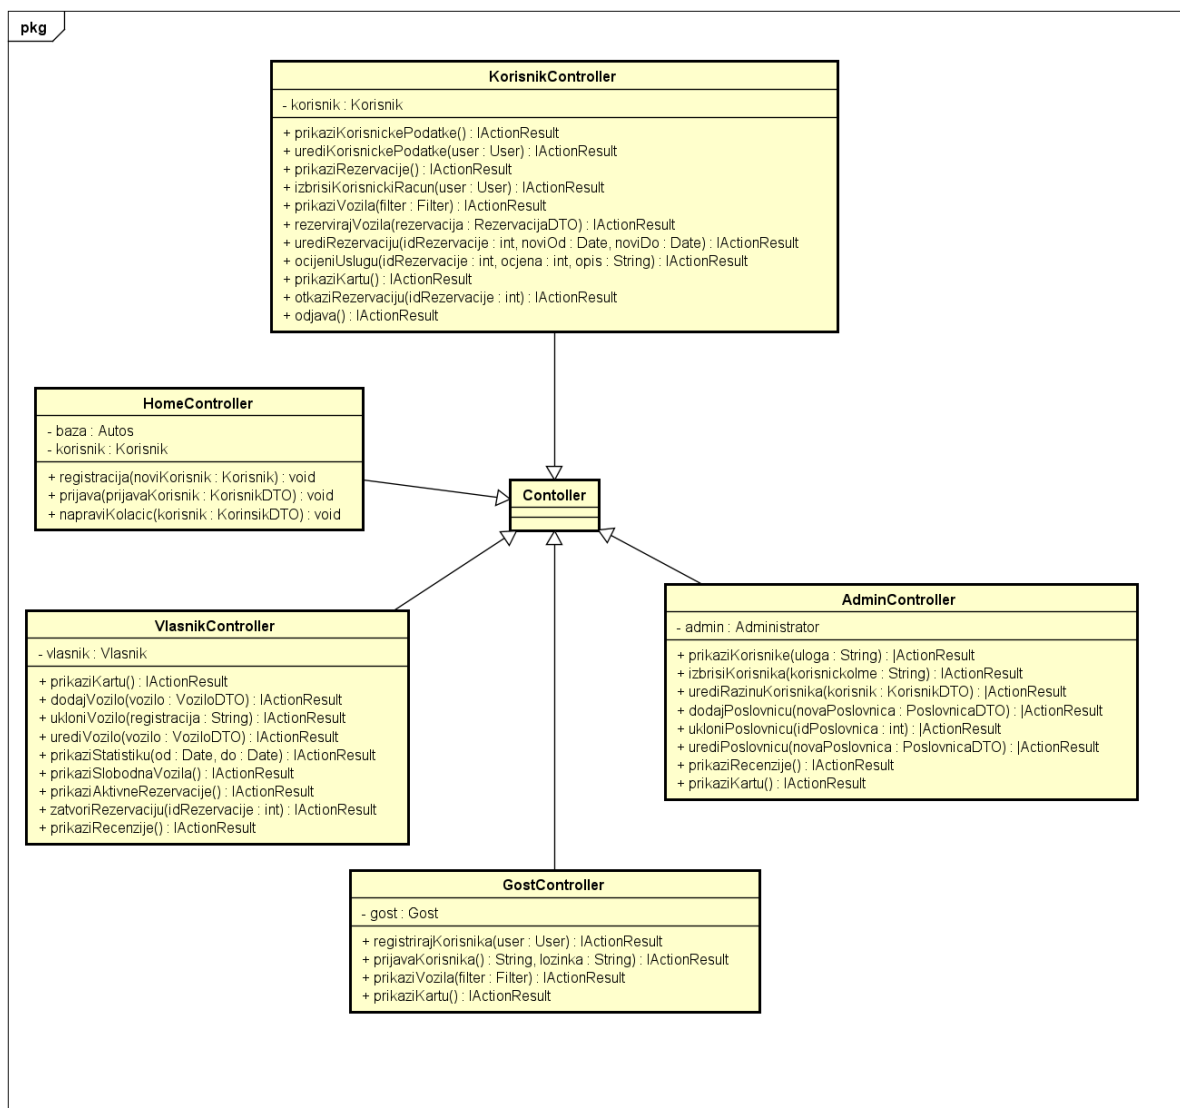 pkg
KorisnikController
- korisnik : Korisnik
+ prikaziKorisnickePodatke() : IActionResult
+ urediKorisnickePodatke(user : User) : IActionResult
+ prikaziRezervacije() : IActionResult
+ izbrisiKorisnickiRacun(user : User) : IActionResult
+ prikaziVozila(filter : Filter) : IActionResult
+ rezervirajVozila(rezervacija : RezervacijaDTO) : IActionResult
+ urediRezervaciju(idRezervacije : int, noviOd : Date, noviDo : Date) : IActionResult
+ ocijeniUslugu(idRezervacije : int, ocjena : int, opis : String) : IActionResult
+ prikaziKartu() : IActionResult
+ otkaziRezervaciju(idRezervacije : int) : IActionResult
+ odjava() : IActionResult
HomeController
- baza : Autos
- korisnik : Korisnik
+ registracija(noviKorisnik : Korisnik) : void
+ prijava(prijavaKorisnik : KorisnikDTO) : void
+ napraviKolacic(korisnik : KorinsikDTO) : void
Contoller
VlasnikController
- vlasnik : Vlasnik
+ prikaziKartu() : IActionResult
+ dodajVozilo(vozilo : VoziloDTO) : IActionResult
+ ukloniVozilo(registracija : String) : IActionResult
+ urediVozilo(vozilo : VoziloDTO) : IActionResult
+ prikaziStatistiku(od : Date, do : Date) : IActionResult
+ prikaziSlobodnaVozila() : IActionResult
+ prikaziAktivneRezervacije() : IActionResult
+ zatvoriRezervaciju(idRezervacije : int) : IActionResult
+ prikaziRecenzije() : IActionResult
AdminController
- admin : Administrator
+ prikaziKorisnike(uloga : String) : |ActionResult
+ izbrisiKorisnika(korisnickoIme : String) : IActionResult
+ urediRazinuKorisnika(korisnik : KorisnikDTO) : |ActionResult
+ dodajPoslovnicu(novaPoslovnica : PoslovnicaDTO) : |ActionResult
+ ukloniPoslovnicu(idPoslovnica : int) : |ActionResult
+ urediPoslovnicu(novaPoslovnica : PoslovnicaDTO) : |ActionResult
+ prikaziRecenzije() : IActionResult
+ prikaziKartu() : IActionResult
GostController
- gost : Gost
+ registrirajKorisnika(user : User) : IActionResult
+ prijavaKorisnika() : String, lozinka : String) : IActionResult
+ prikaziVozila(filter : Filter) : IActionResult
+ prikaziKartu() : IActionResult